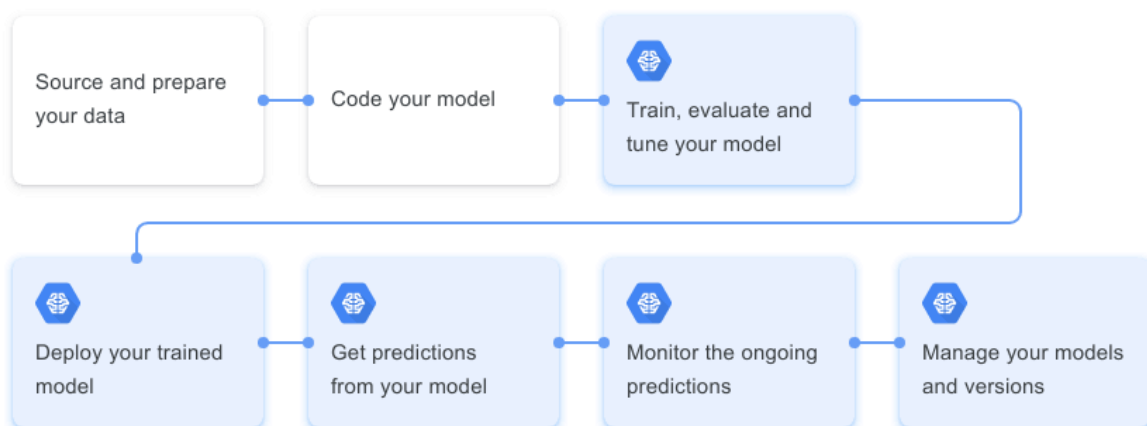 Source and prepare
your data
Code your model
Train, evaluate and
tune your model
Deploy your trained
model
Get predictions
from your model
Monitor the ongoing
predictions
Manage your models
and versions